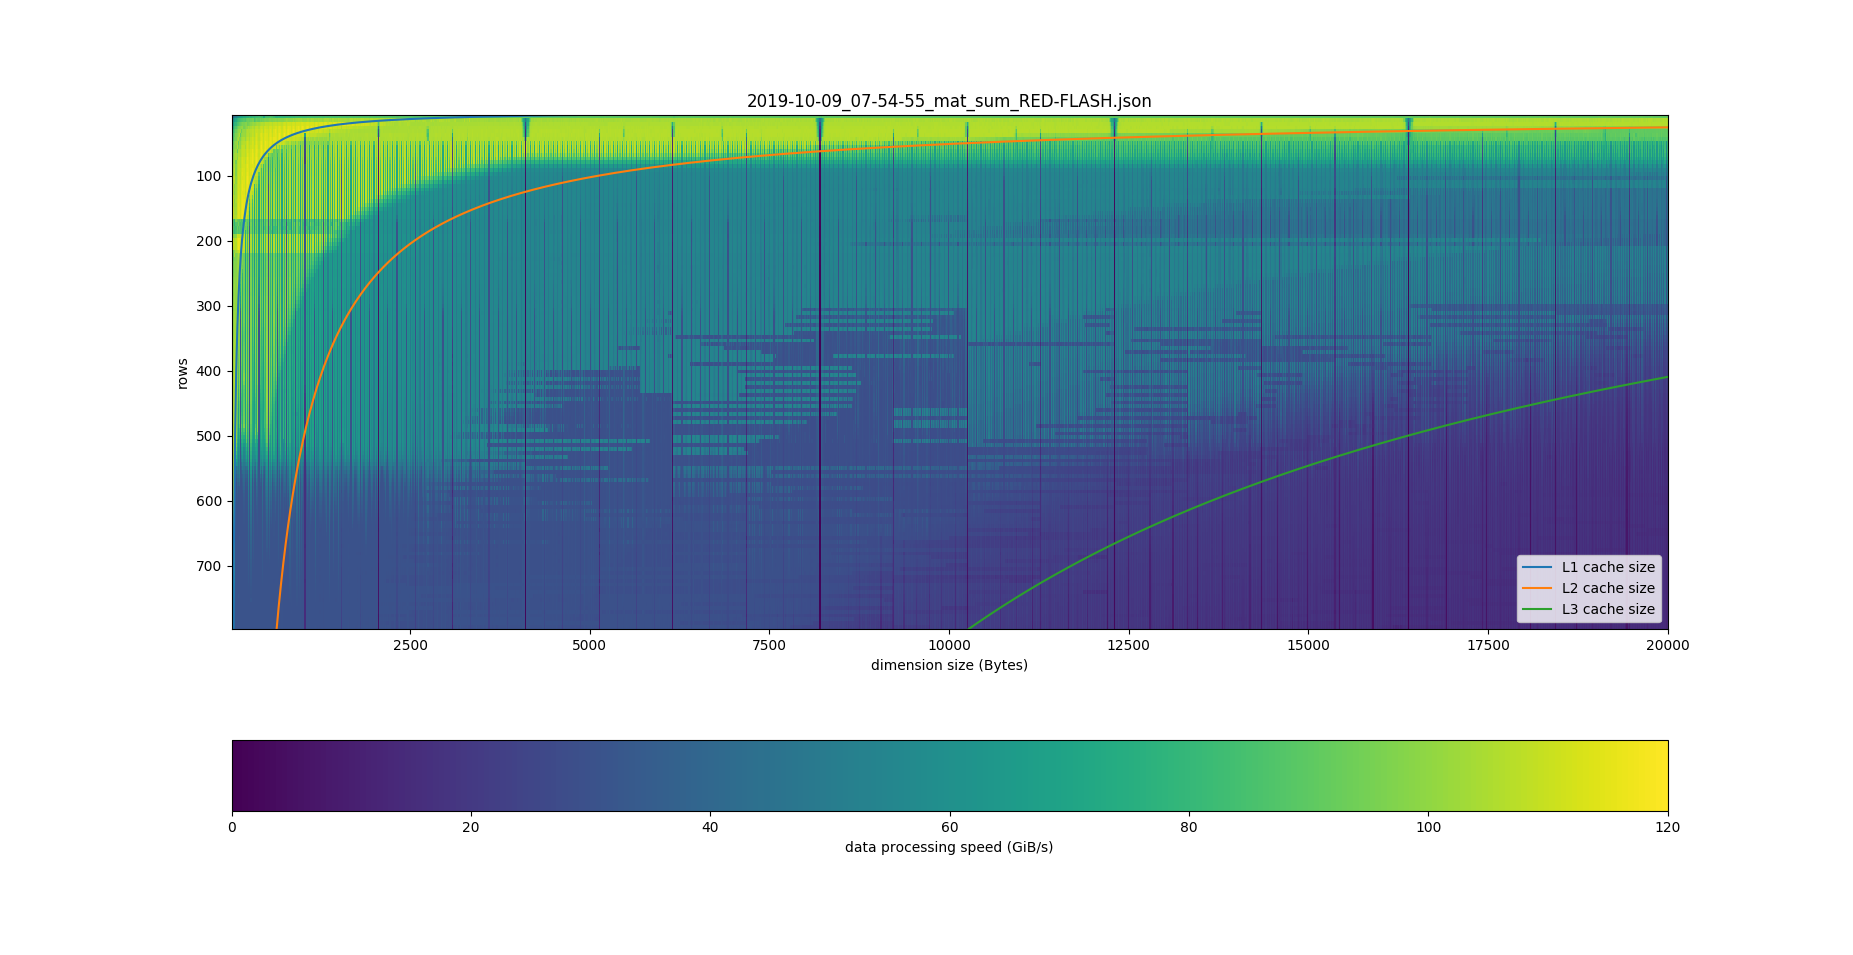 2019-10-09_07-54-55_mat_sum_RED-FLASH.json
rows
100
200
300
400
500
600
700
L1 cache size
L2 cache size
L3 cache size
2500 5000 7500 10000 12500 15000 17500 20000
dimension size (Bytes)
0 20 40 60 80 100 120
data processing speed (GiB/s)